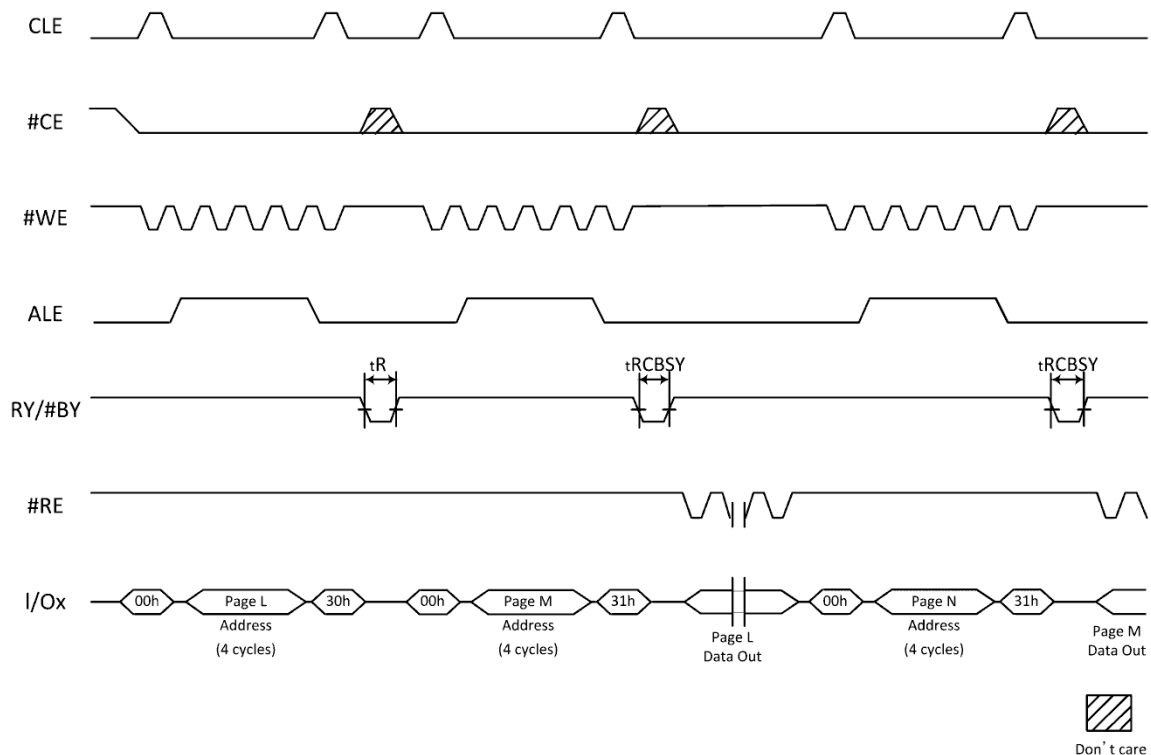 CLE
#CE
#WE
ALE
tR
tRCBSY
tRCBSY
RY/#BY
#RE
I/Ox
00h
Page L
30h
00h
Page M
31h
00h
Page N
31h
Address
(4 cycles)
Address
(4 cycles)
Page L
Data Out
Address
(4 cycles)
Page M
Data Out
Don't care